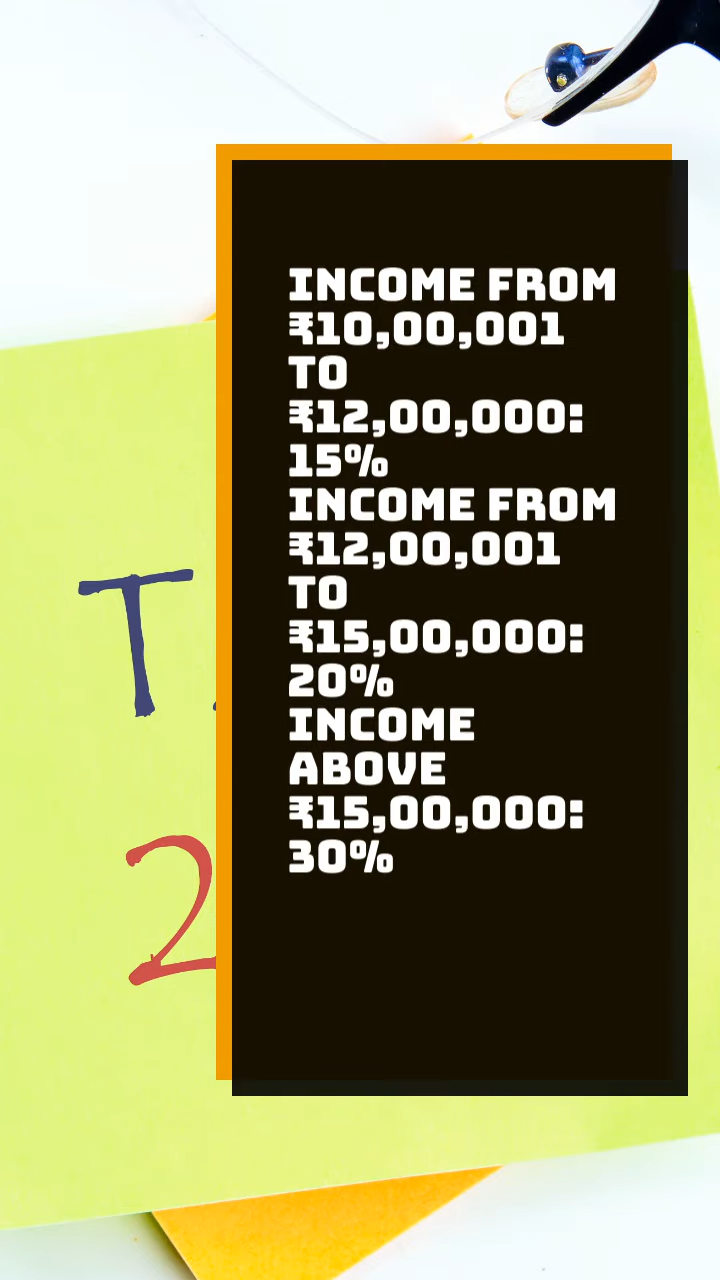 INCOME FROM
₹10,00,001
TO
₹12,00,000:
15%
INCOME FROM
₹12,00,001
TO
₹15,00,000:
20%
INCOME
ABOVE
₹15,00,000:
30%
T
2